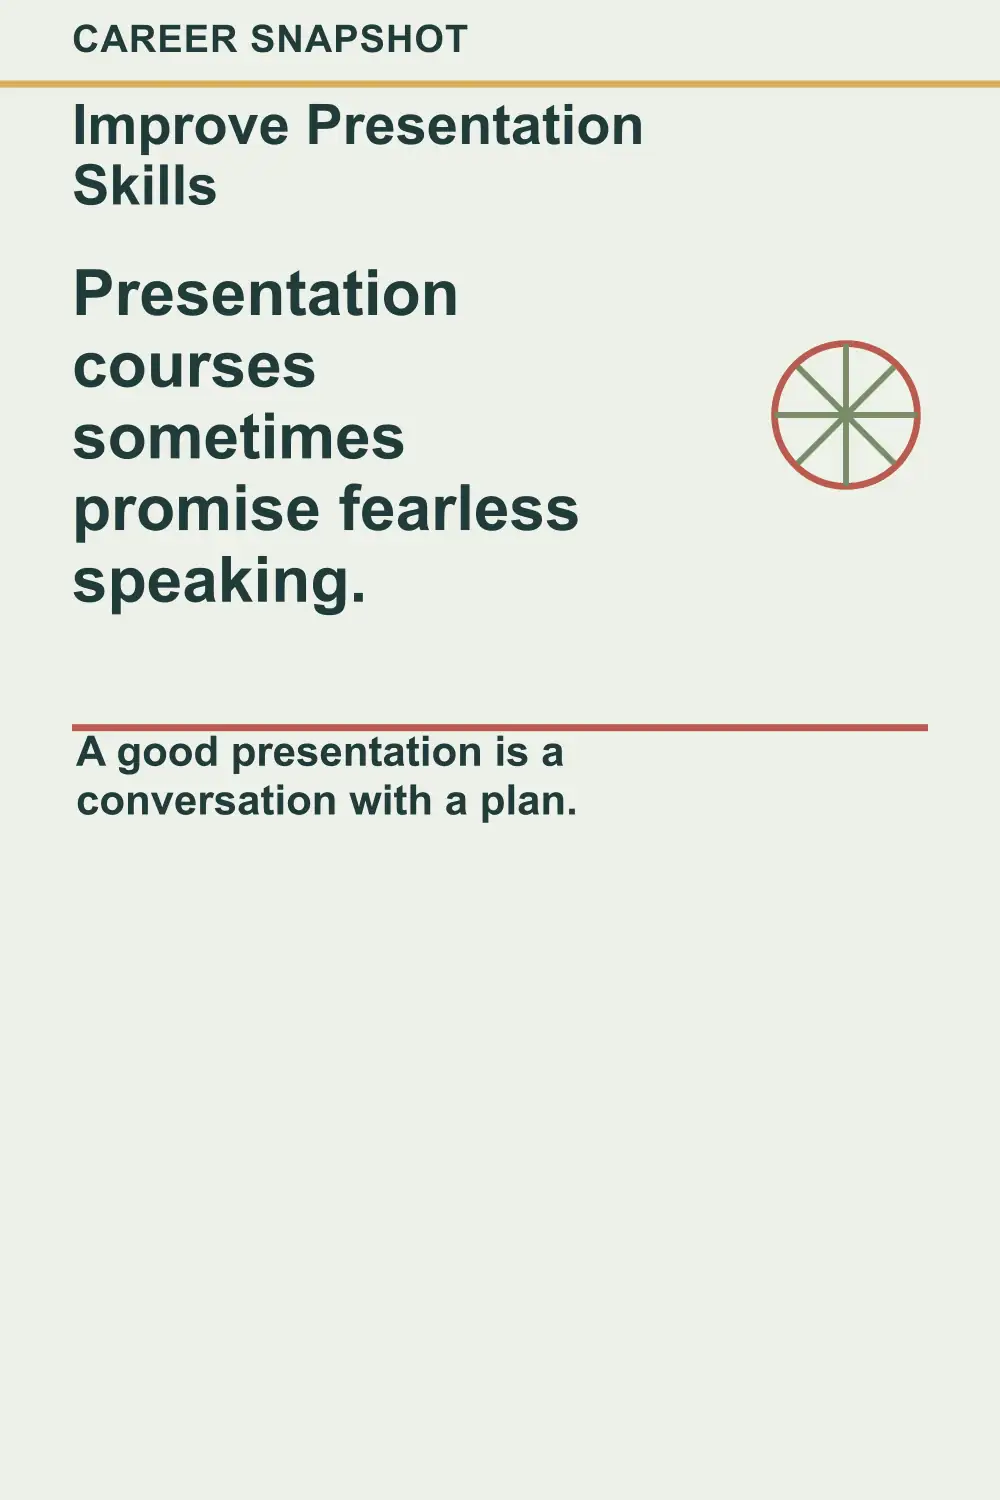 CAREER SNAPSHOT
Improve Presentation
Skills
Presentation
courses
sometimes
promise fearless
speaking.
A good presentation is a
conversation with a plan.